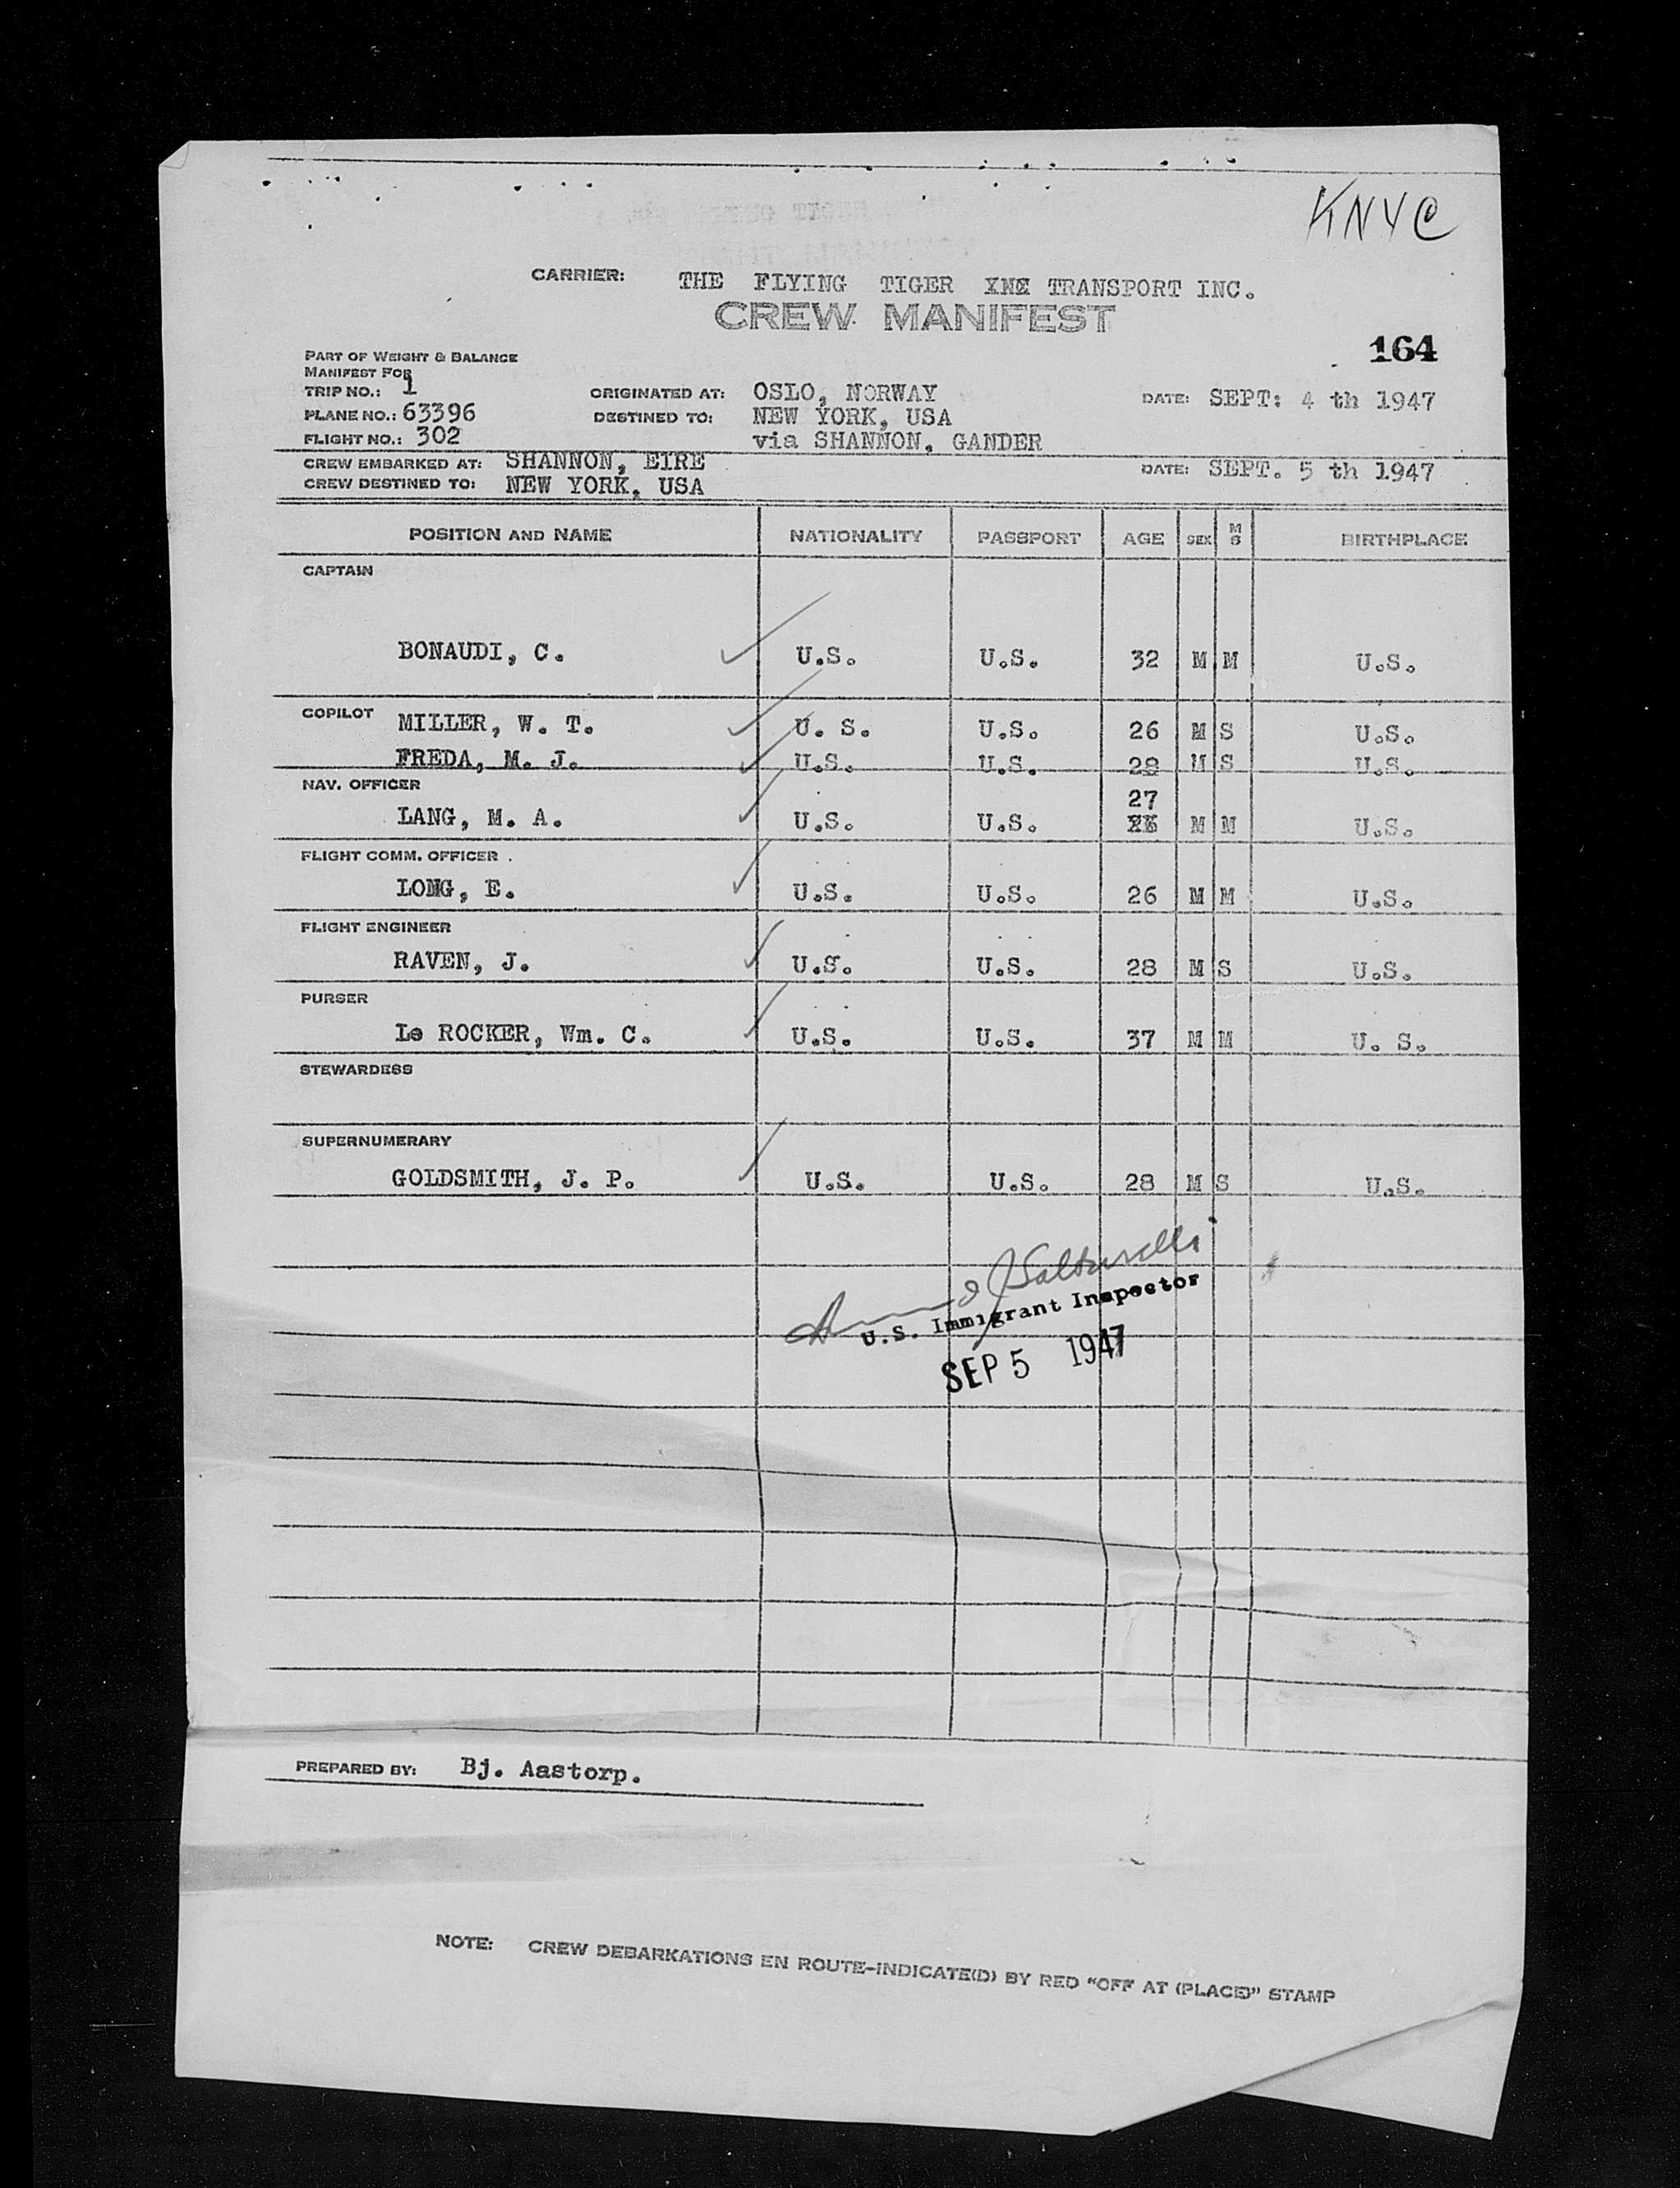 KNYC
CARRIER: THE FLYING TIGER TRANSPORT INC.
CREW MANIFEST
164
PART OF WEIGHT & BALANCE
MANIFEST FOR
TRIP NO.: 1 ORIGINATED AT: OSLO, NORWAY DATE: SEPT: 4 th 1947
PLANE NO.: 63396 DESTINED TO: NEW YORK, USA
FLIGHT NO.: 302 via SHANNON, GANDER
CREW EMBARKED AT: SHANNON, EIRE DATE: SEPT. 5 th 1947
CREW DESTINED TO: NEW YORK, USA
POSITION AND NAME NATIONALITY PASSPORT AGE SEX M S BIRTHPLACE
CAPTAIN
BONAUDI, C. U.S. U.S. 32 M M U.S.
COPILOT MILLER, W. T. U. S. U.S. 26 M S U.S.
FREDA, M. J. U.S. U.S. 28 M S U.S.
NAV. OFFICER
27
LANG, M. A. U.S. U.S. M M U.S.
FLIGHT COMM. OFFICER
LONG, E. U.S. U.S. 26 M M U.S.
FLIGHT ENGINEER
RAVEN, J. U.S. U.S. 28 M S U.S.
PURSER
Le ROCKER, Wm. C. U.S. U.S. 37 M M U. S.
STEWARDESS
SUPERNUMERARY
GOLDSMITH, J. P. U.S. U.S. 28 M S U.S.
U.S. Immigrant Inspector
SEP 5 1947
PREPARED BY: Bj. Aastorp.
NOTE: CREW DEBARKATIONS EN ROUTE-INDICATE(D) BY RED "OFF AT (PLACE)" STAMP